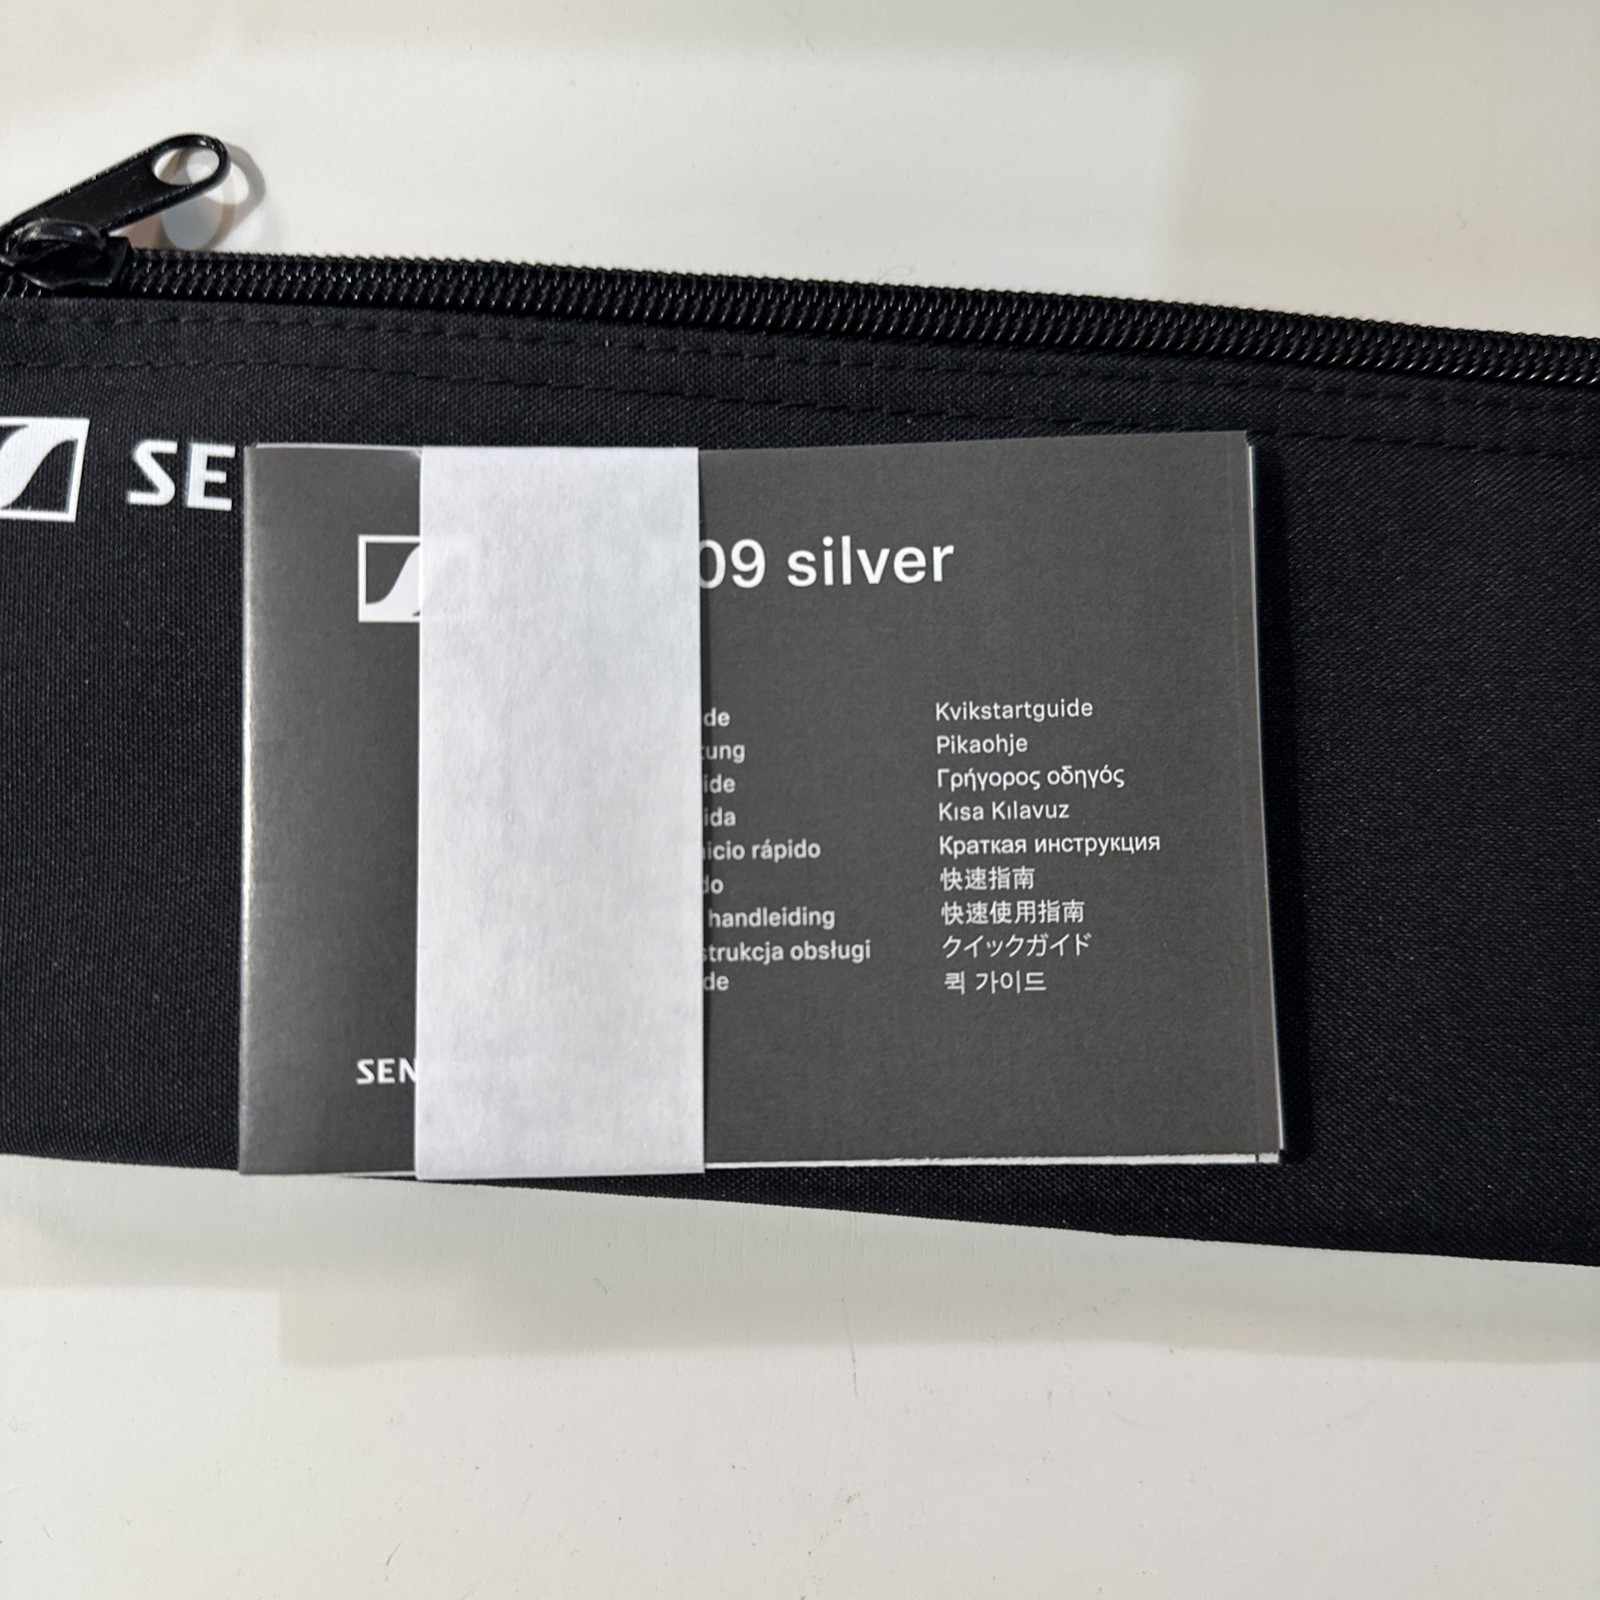 SE
09 silver
de
tung
ide
ida
nicio rápido
do
handleiding
strukcja obsługi
de
Kvikstartguide
Pikaohje
Γρήγορος οδηγός
Kısa Kılavuz
Краткая инструкция
快速指南
快速使用指南
クイックガイド
퀵 가이드
SEN